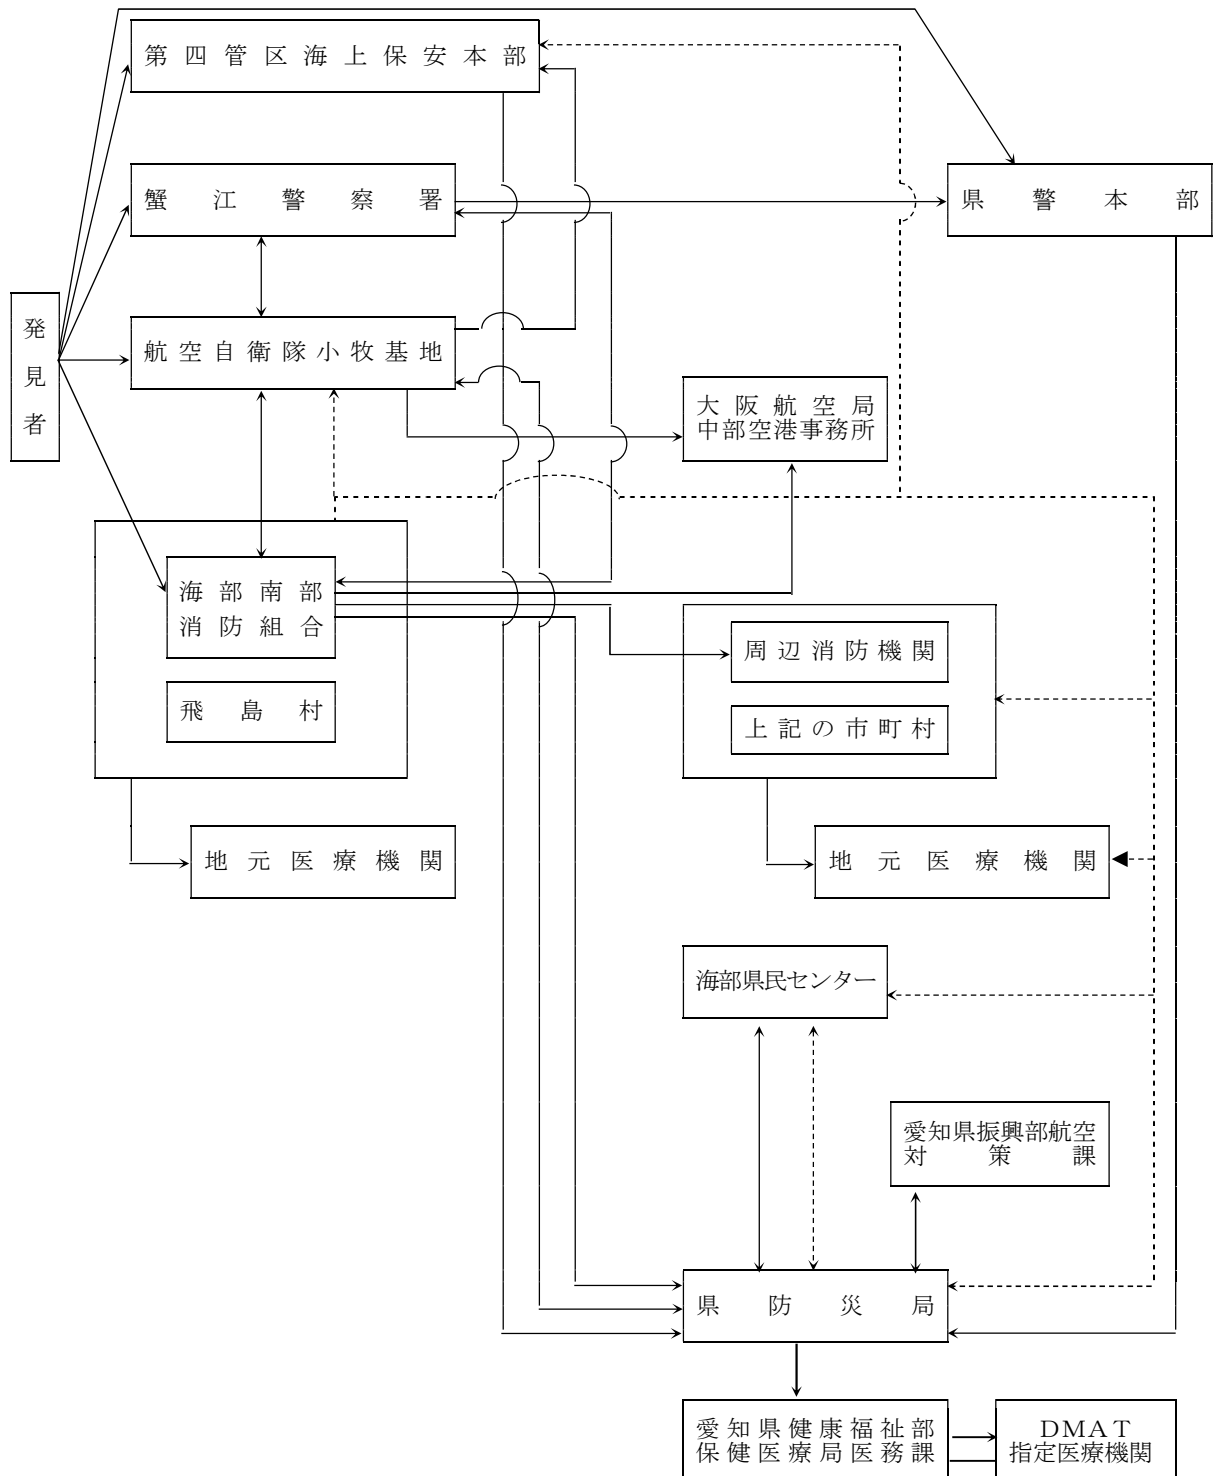 第四管区海上保安本部
蟹江警察署
県警本部
発見者
航空自衛隊小牧基地
大阪航空局
中部空港事務所
海部南部
消防組合
飛島村
周辺消防機関
上記の市町村
地元医療機関
地元医療機関
海部県民センター
愛知県振興部航空
対策課
県防災局
愛知県健康福祉部
保健医療局医務課
DMAT
指定医療機関